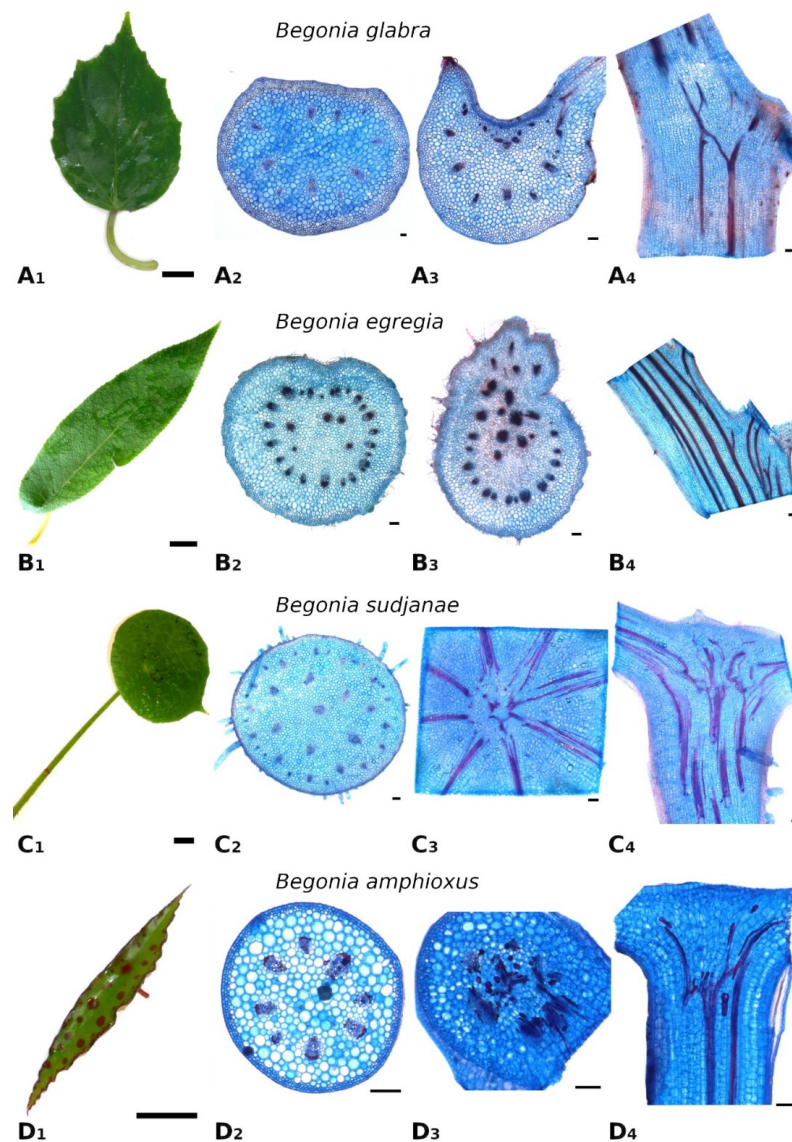 Begonia glabra
A1 A2 A3 A4
Begonia egregia
B1 B2 B3 B4
Begonia sudjanae
C1 C2 C3 C4
Begonia amphioxus
D1 D2 D3 D4